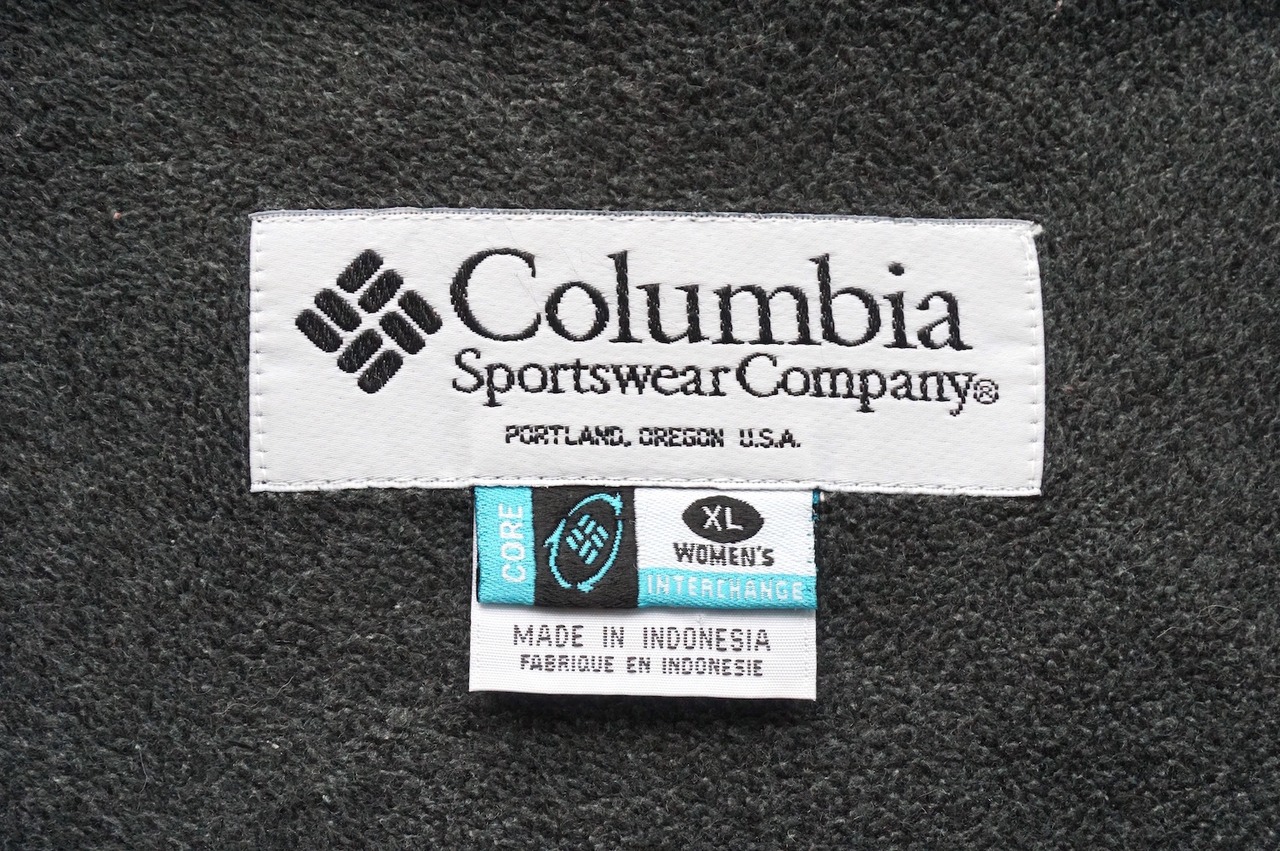 Columbia
Sportswear Company®
PORTLAND, OREGON U.S.A.
CORE
XL
WOMEN'S
INTERCHANGE
MADE IN INDONESIA
FABRIQUE EN INDONESIE